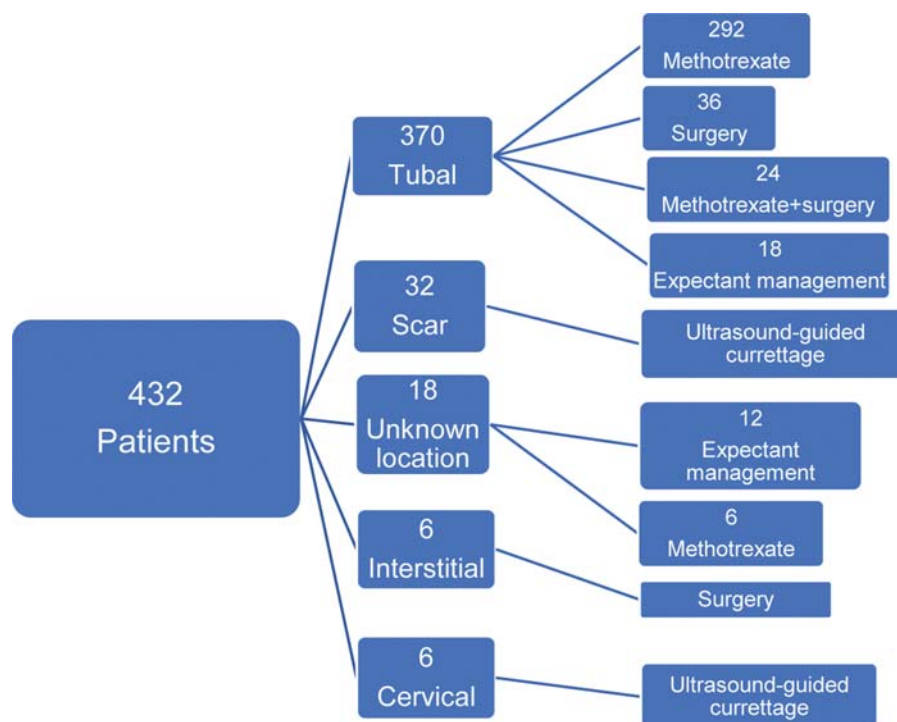 432
Patients
370
Tubal
292
Methotrexate
36
Surgery
24
Methotrexate+surgery
18
Expectant management
32
Scar
Ultrasound-guided
currettage
18
Unknown
location
12
Expectant
management
6
Methotrexate
6
Interstitial
Surgery
6
Cervical
Ultrasound-guided
currettage